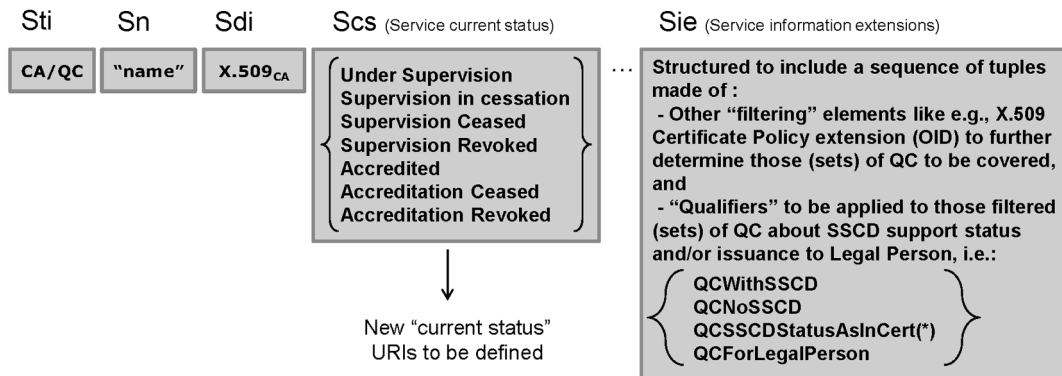 Sti
Sn
Sdi
Scs (Service current status)
Sie (Service information extensions)
CA/QC
“name”
X.509CA
Under Supervision
Supervision in cessation
Supervision Ceased
Supervision Revoked
Accredited
Accreditation Ceased
Accreditation Revoked
…
Structured to include a sequence of tuples
made of :
- Other “filtering” elements like e.g., X.509
Certificate Policy extension (OID) to further
determine those (sets) of QC to be covered,
and
- “Qualifiers” to be applied to those filtered
(sets) of QC about SSCD support status
and/or issuance to Legal Person, i.e.:
QCWithSSCD
QCNoSSCD
QCSSCDStatusAsInCert(*)
QCForLegalPerson
New “current status”
URIs to be defined